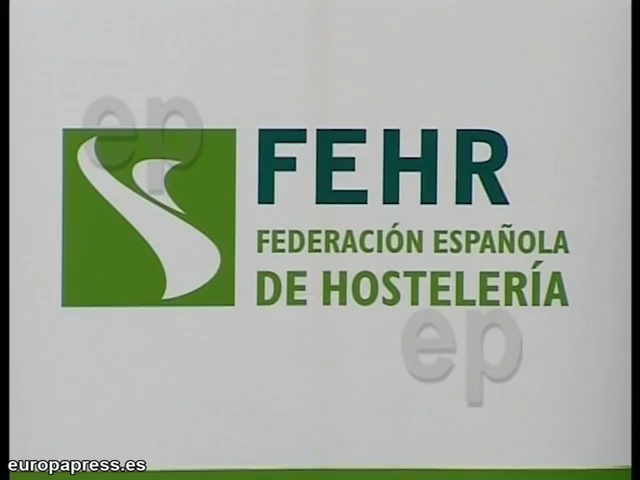 ep
FEHR
FEDERACIÓN ESPAÑOLA
DE HOSTELERÍA
ep
europapress.es